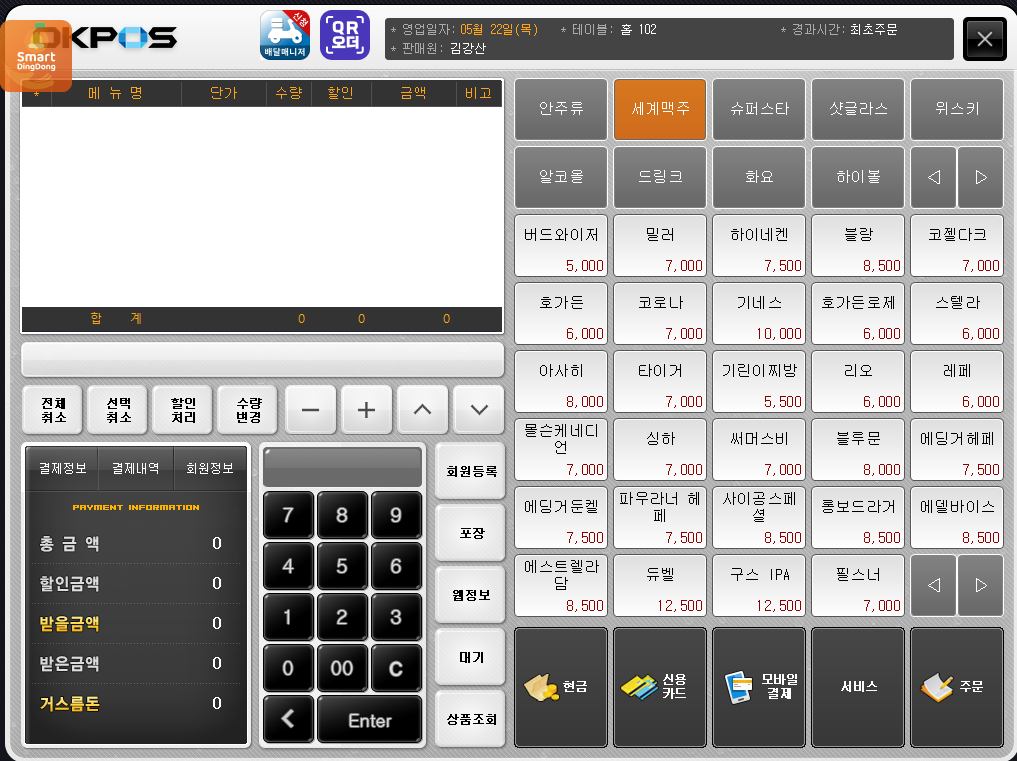 Smart
DingDong
OKPOS
신청
배달매니저
QR
오더
* 영업일자: 05월 22일(목) * 테이블: 홀 102 * 경과시간: 최초주문
* 판매원: 김강산
* 메 뉴 명 단가 수량 할인 금액 비고
합 계 0 0 0
전체
취소
선택
취소
할인
처리
수량
변경
결제정보 결제내역 회원정보
PAYMENT INFORMATION
총 금 액 0
할인금액 0
받을금액 0
받은금액 0
거스름돈 0
7 8 9
4 5 6
1 2 3
0 00 C
Enter
회원등록
포장
웹정보
대기
상품조회
안주류 세계맥주 슈퍼스타 샷글라스 위스키
알코올 드링크 화요 하이볼
버드와이저 밀러 하이네켄 블랑 코젤다크
5,000 7,000 7,500 8,500 7,000
호가든 코로나 기네스 호가든로제 스텔라
6,000 7,000 10,000 6,000 6,000
아사히 타이거 기린이찌방 리오 레페
8,000 7,000 5,500 6,000 6,000
몰슨케네디언 싱하 써머스비 블루문 에딩거헤페
7,000 7,000 7,000 8,000 7,500
에딩거둔켈 파우라너 헤페 사이공스페셜 롱보드라거 에델바이스
7,500 7,500 8,500 8,500 8,500
에스트렐라담 듀벨 구스 IPA 필스너
8,500 12,500 12,500 7,000
현금
신용
카드
모바일
결제
서비스
주문